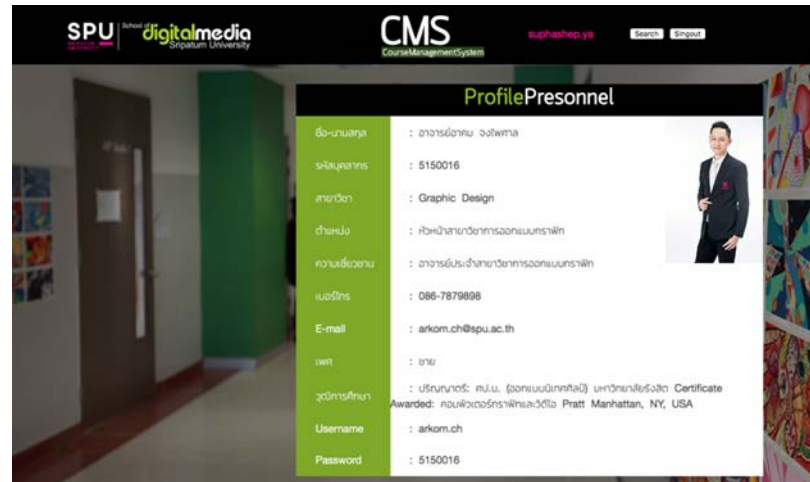 SPU School of digitalmedia
SRIPATUM UNIVERSITY Sripatum University
CMS
CourseManagementSystem
suphashep.ya
Search Singout
ProfilePresonnel
ชื่อ-นามสกุล : อาจารย์อาคม จงไพศาล
รหัสบุคลากร : 5150016
สาขาวิชา : Graphic Design
ตำแหน่ง : หัวหน้าสาขาวิชาการออกแบบกราฟิก
ความเชี่ยวชาน : อาจารย์ประจำสาขาวิชาการออกแบบกราฟิก
เบอร์โทร : 086-7879898
E-mail : arkom.ch@spu.ac.th
เพศ : ชาย
วุฒิการศึกษา : ปริญญาตรี: ศป.บ. (ออกแบบนิเทศศิลป์) มหาวิทยาลัยรังสิต Certificate
Awarded: คอมพิวเตอร์กราฟิกและวิดีโอ Pratt Manhattan, NY, USA
Username : arkom.ch
Password : 5150016